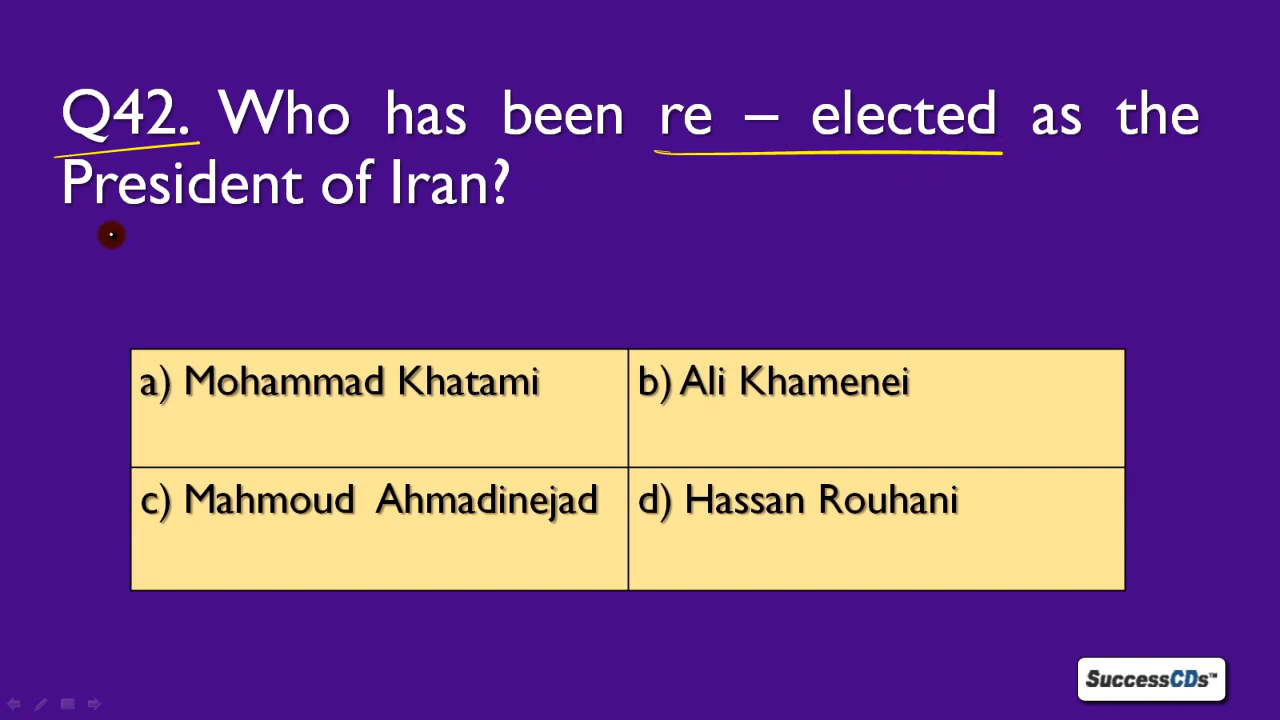 Q42. Who has been re – elected as the
President of Iran?
a) Mohammad Khatami
b) Ali Khamenei
c) Mahmoud Ahmadinejad
d) Hassan Rouhani
SuccessCDs™